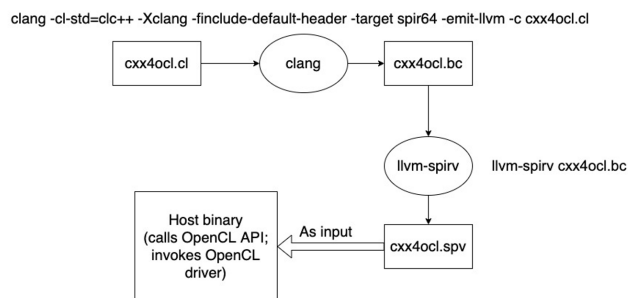 clang -cl-std=clc++ -Xclang -finclude-default-header -target spir64 -emit-llvm -c cxx4ocl.cl
cxx4ocl.cl
clang
cxx4ocl.bc
llvm-spirv
llvm-spirv cxx4ocl.bc
Host binary
(calls OpenCL API;
invokes OpenCL
driver)
As input
cxx4ocl.spv